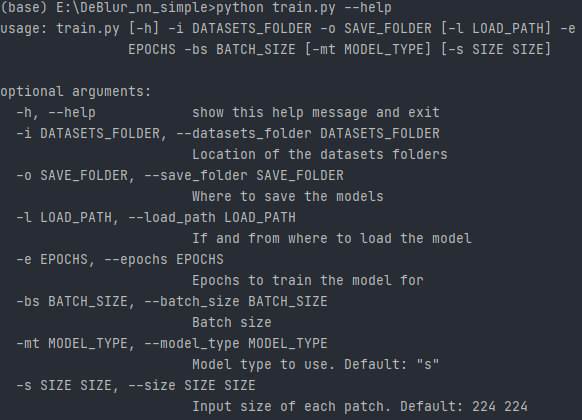 (base) E:\DeBlur_nn_simple>python train.py --help
usage: train.py [-h] -i DATASETS_FOLDER -o SAVE_FOLDER [-l LOAD_PATH] -e
EPOCHS -bs BATCH_SIZE [-mt MODEL_TYPE] [-s SIZE SIZE]
optional arguments:
-h, --help show this help message and exit
-i DATASETS_FOLDER, --datasets_folder DATASETS_FOLDER
Location of the datasets folders
-o SAVE_FOLDER, --save_folder SAVE_FOLDER
Where to save the models
-l LOAD_PATH, --load_path LOAD_PATH
If and from where to load the model
-e EPOCHS, --epochs EPOCHS
Epochs to train the model for
-bs BATCH_SIZE, --batch_size BATCH_SIZE
Batch size
-mt MODEL_TYPE, --model_type MODEL_TYPE
Model type to use. Default: "s"
-s SIZE SIZE, --size SIZE SIZE
Input size of each patch. Default: 224 224